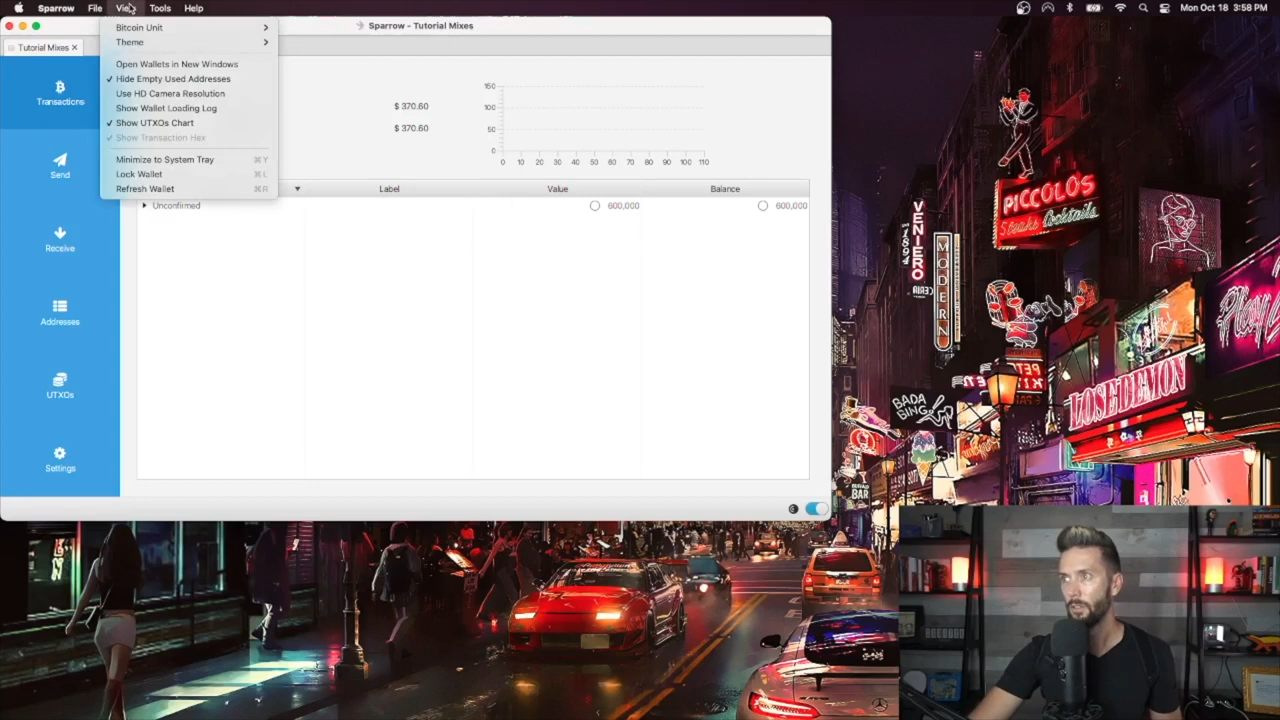 Sparrow File View Tools Help
Mon Oct 18 3:58 PM
Sparrow - Tutorial Mixes
Tutorial Mixes
Bitcoin Unit
Theme
Open Wallets in New Windows
Hide Empty Used Addresses
Use HD Camera Resolution
Show Wallet Loading Log
Show UTXOs Chart
Show Transaction Hex
Minimize to System Tray ⌘Y
Lock Wallet ⌘L
Refresh Wallet ⌘R
Transactions
Send
Receive
Addresses
UTXOs
Settings
$ 370.60
$ 370.60
150
100
50
0
0 10 20 30 40 50 60 70 80 90 100 110
Label Value Balance
Unconfirmed 600,000 600,000
PICCOLO'S
Steaks Cocktails
VENIERO
MODERN
BADA
BING
LOSE DEMON
BAR